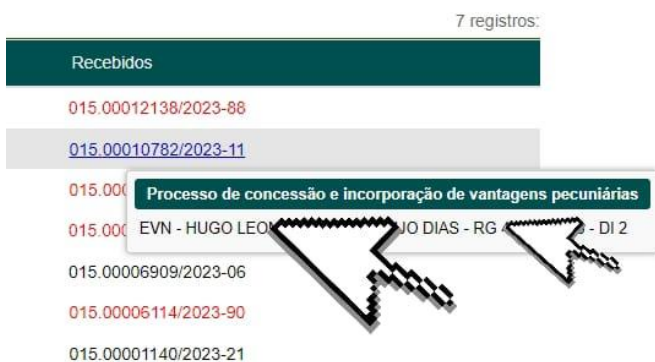 7 registros:
Recebidos
015.00012138/2023-88
015.00010782/2023-11
015.000
Processo de concessão e incorporação de vantagens pecuniárias
015.000
EVN - HUGO LEON JO DIAS - RG 4 - DI 2
015.00006909/2023-06
015.00006114/2023-90
015.00001140/2023-21